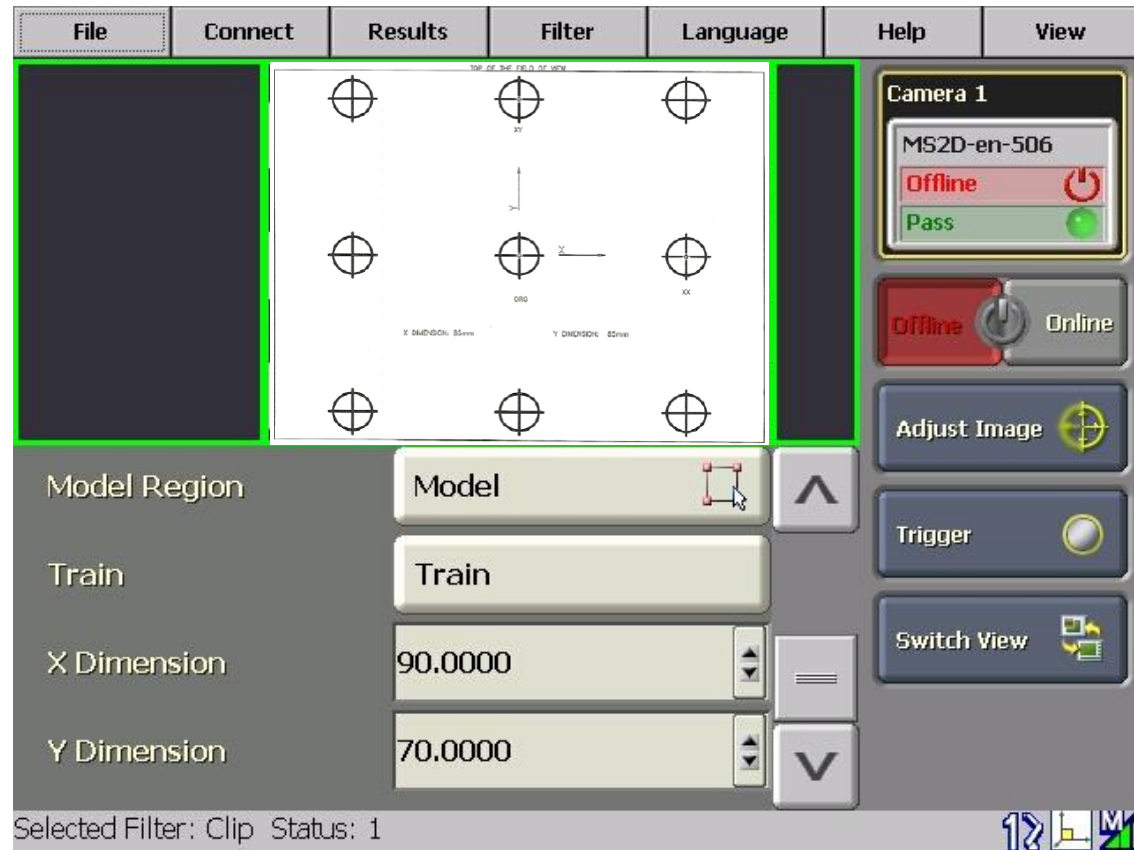 File Connect Results Filter Language Help View
TOP OF THE FIELD OF VIEW
XY
Y
X
ORG
XX
X DIMENSION: 85mm Y DIMENSION: 85mm
Camera 1
MS2D-en-506
Offline
Pass
Offline Online
Adjust Image
Trigger
Switch View
Model Region Model
Train Train
X Dimension 90.0000
Y Dimension 70.0000
Selected Filter: Clip Status: 1